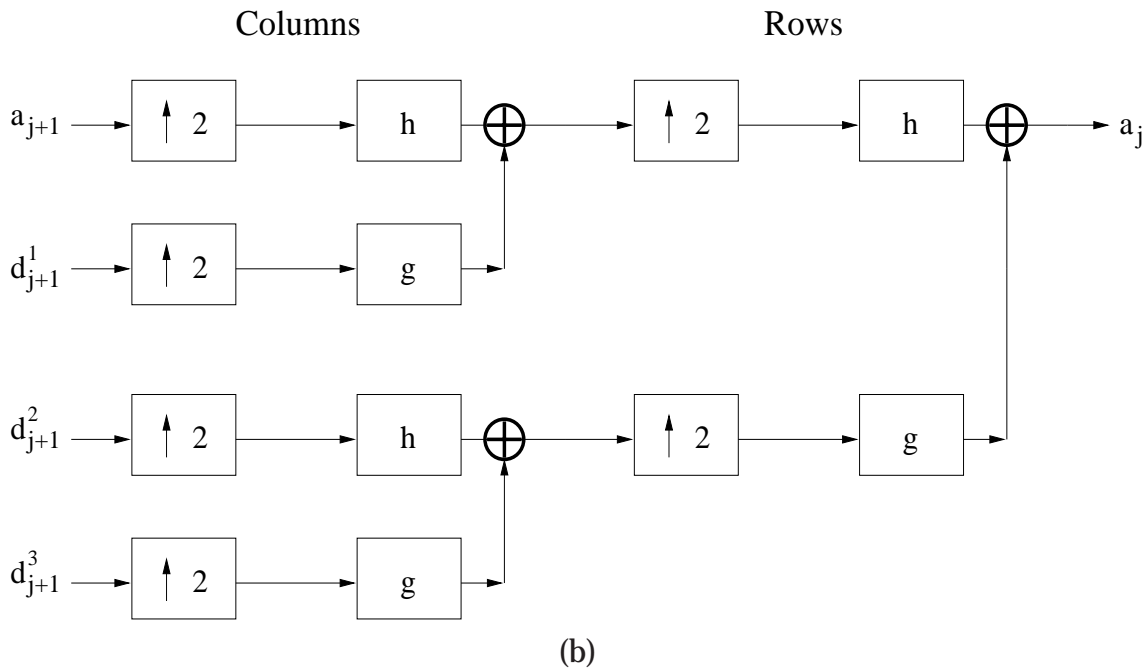 Columns Rows
a_{j+1} ↑ 2 h ↑ 2 h a_j
d^1_{j+1} ↑ 2 g
d^2_{j+1} ↑ 2 h ↑ 2 g
d^3_{j+1} ↑ 2 g
(b)